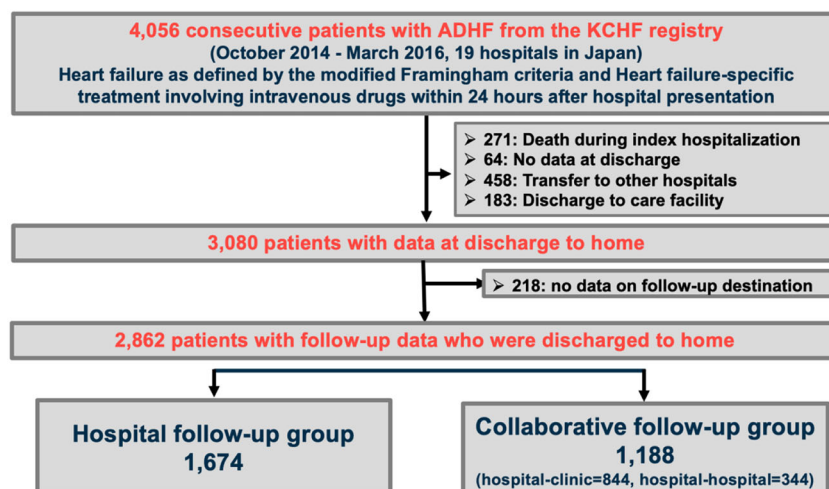 4,056 consecutive patients with ADHF from the KCHF registry
(October 2014 - March 2016, 19 hospitals in Japan)
Heart failure as defined by the modified Framingham criteria and Heart failure-specific
treatment involving intravenous drugs within 24 hours after hospital presentation
➢ 271: Death during index hospitalization
➢ 64: No data at discharge
➢ 458: Transfer to other hospitals
➢ 183: Discharge to care facility
3,080 patients with data at discharge to home
➢ 218: no data on follow-up destination
2,862 patients with follow-up data who were discharged to home
Hospital follow-up group
1,674
Collaborative follow-up group
1,188
(hospital-clinic=844, hospital-hospital=344)